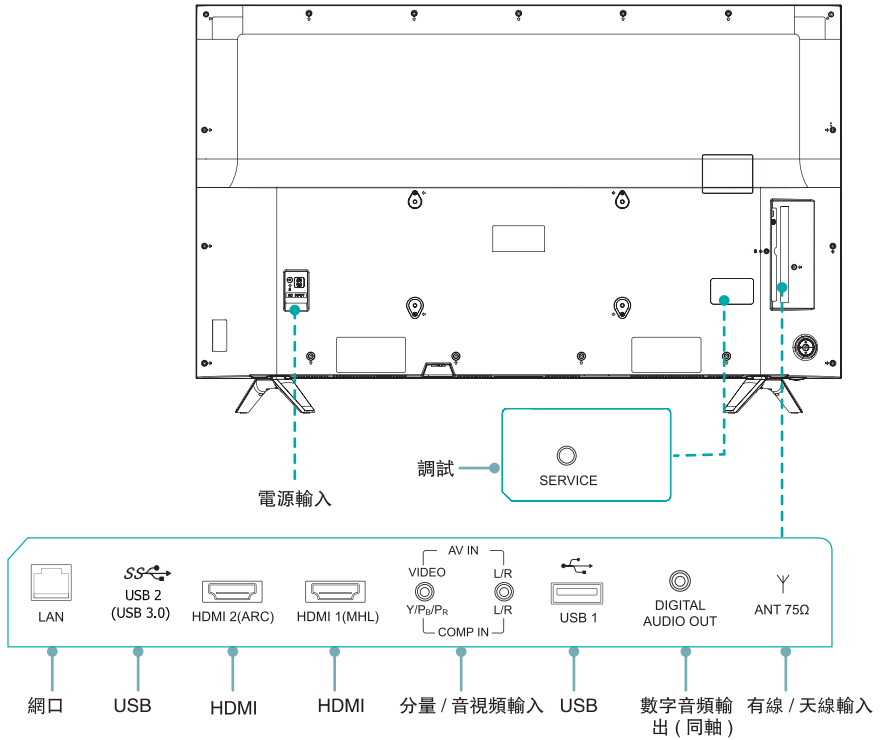 AC INPUT
電源輸入
調試
SERVICE
LAN
USB 2
(USB 3.0)
HDMI 2(ARC)
HDMI 1(MHL)
AV IN
VIDEO
L/R
Y/PB/PR
L/R
COMP IN
USB 1
DIGITAL
AUDIO OUT
ANT 75Ω
網口
USB
HDMI
HDMI
分量 / 音視頻輸入
USB
數字音頻輸
出 ( 同軸 )
有線 / 天線輸入